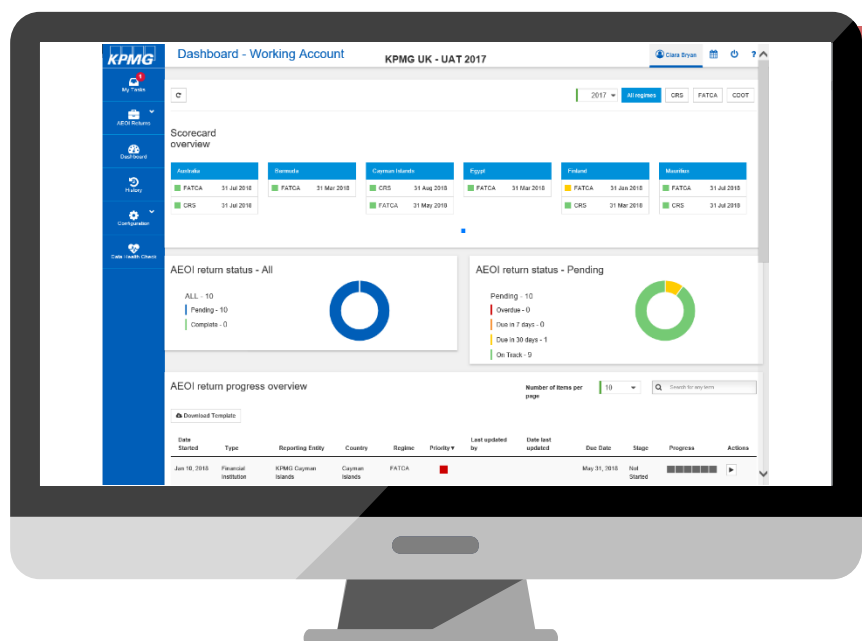 KPMG
Dashboard - Working Account
KPMG UK - UAT 2017
Ciara Bryan
?
1
My Tasks
AEOI Returns
Dashboard
History
Configuration
Data Health Check
2017
All regimes
CRS
FATCA
CDOT
Scorecard
overview
Australia
FATCA 31 Jul 2018
CRS 31 Jul 2018
Bermuda
FATCA 31 Mar 2018
Cayman Islands
CRS 31 Aug 2018
FATCA 31 May 2018
Egypt
FATCA 31 Mar 2018
Finland
FATCA 31 Jan 2018
CRS 31 Mar 2018
Mauritius
FATCA 31 Jul 2018
CRS 31 Jul 2018
AEOI return status - All
ALL - 10
Pending - 10
Complete - 0
AEOI return status - Pending
Pending - 10
Overdue - 0
Due in 7 days - 0
Due in 30 days - 1
On Track - 9
AEOI return progress overview
Number of items per
page
10
Search for any item
Download Template
Date
Started
Type
Reporting Entity
Country
Regime
Priority
Last updated
by
Date last
updated
Due Date
Stage
Progress
Actions
Jan 10, 2018
Financial
Institution
KPMG Cayman
Islands
Cayman
Islands
FATCA
May 31, 2018
Not
Started